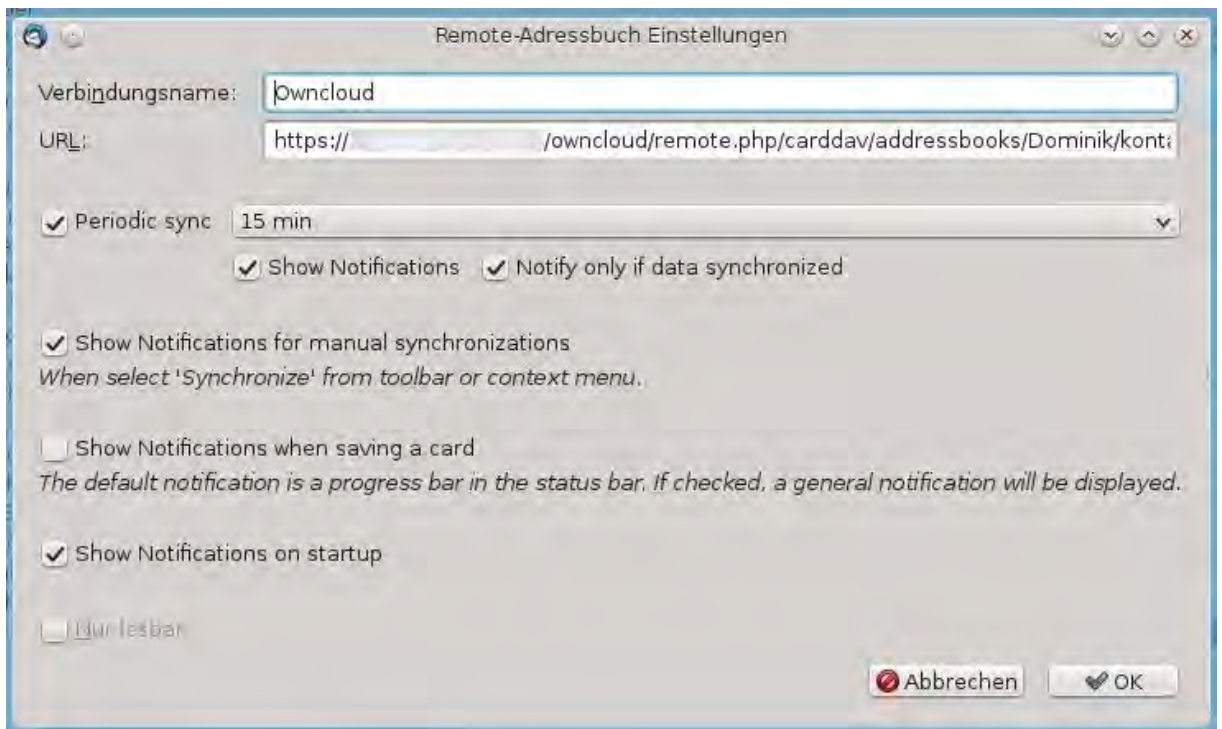 Remote-Adressbuch Einstellungen
Verbindungsname: Owncloud
URL: https:// /owncloud/remote.php/carddav/addressbooks/Dominik/konta
Periodic sync 15 min
Show Notifications Notify only if data synchronized
Show Notifications for manual synchronizations
When select 'Synchronize' from toolbar or context menu.
Show Notifications when saving a card
The default notification is a progress bar in the status bar. If checked, a general notification will be displayed.
Show Notifications on startup
Nur lesbar
Abbrechen OK